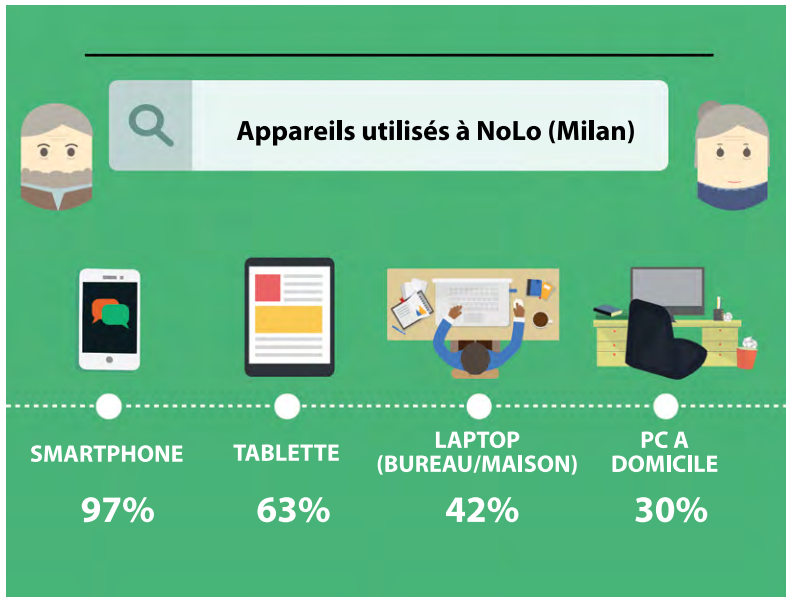 Appareils utilisés à NoLo (Milan)
SMARTPHONE
97%
TABLETTE
63%
LAPTOP
(BUREAU/MAISON)
42%
PC A
DOMICILE
30%